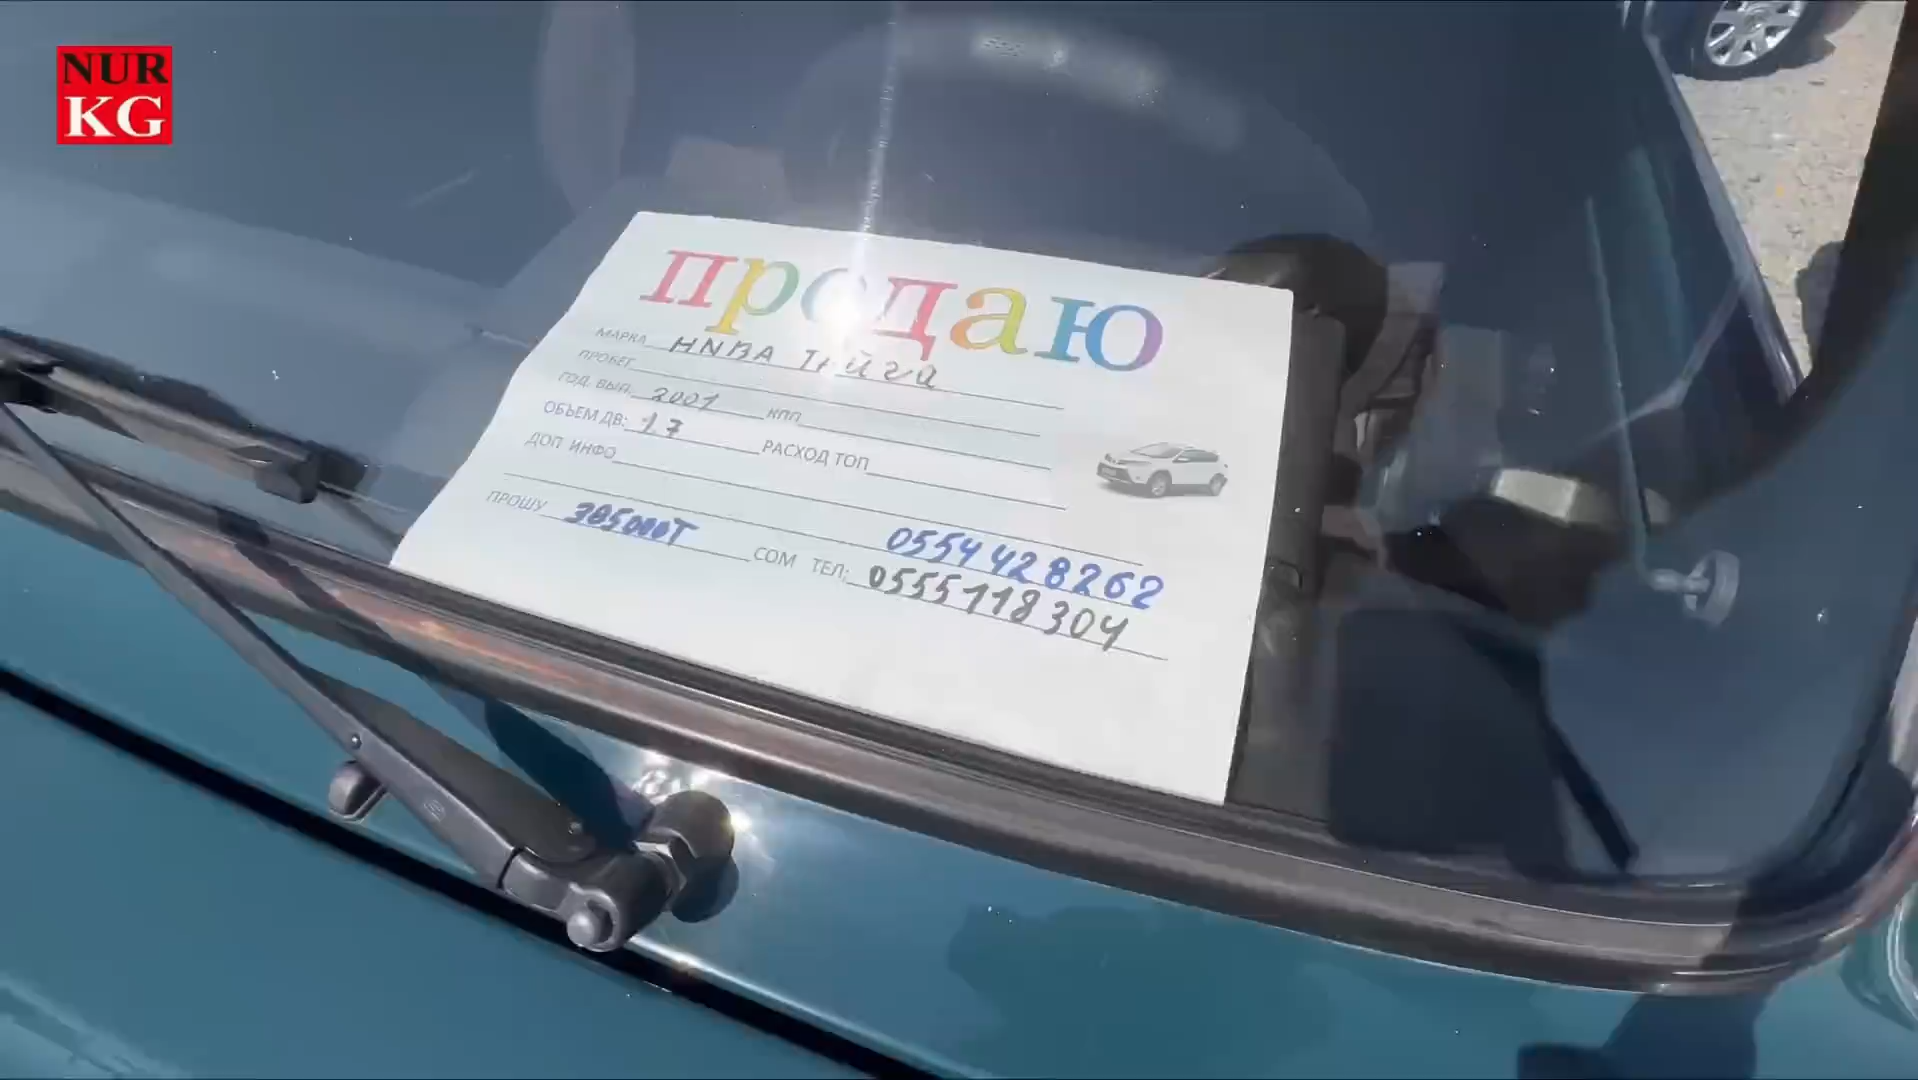 NUR
KG
продаю
МАРКА НИВА ТАЙГА
ПРОБЕГ
ГОД. ВЫП. 2001 КПП
ОБЪЕМ ДВ: 1.7 РАСХОД ТОП
ДОП ИНФО
ПРОШУ 385000Т СОМ ТЕЛ: 0554428262
0555118304